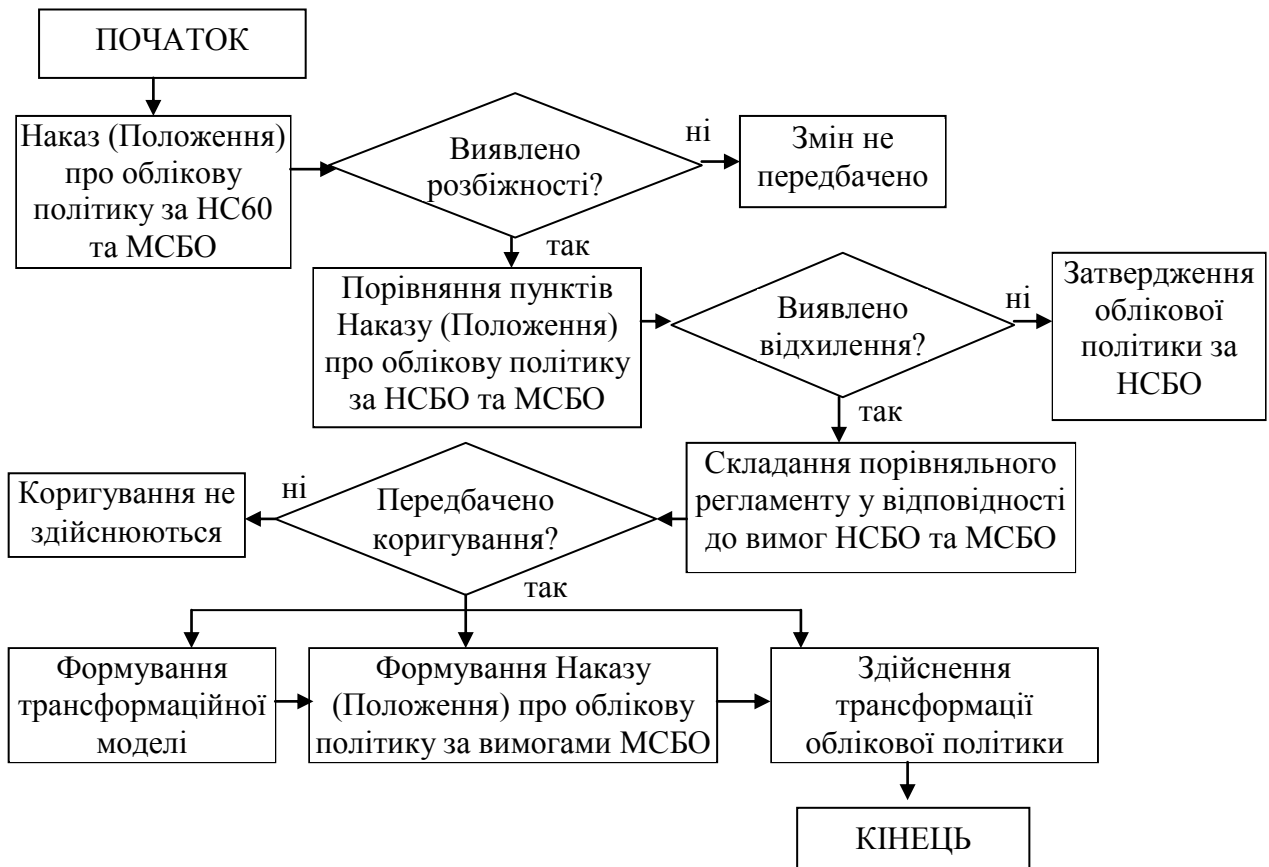 ПОЧАТОК
Наказ (Положення)
про облікову
політику за НС60
та МСБО
Виявлено
розбіжності?
ні
Змін не
передбачено
так
Порівняння пунктів
Наказу (Положення)
про облікову політику
за НСБО та МСБО
Виявлено
відхилення?
ні
Затвердження
облікової
політики за
НСБО
так
Складання порівняльного
регламенту у відповідності
до вимог НСБО та МСБО
Передбачено
коригування?
ні
Коригування не
здійснюються
так
Формування
трансформаційної
моделі
Формування Наказу
(Положення) про облікову
політику за вимогами МСБО
Здійснення
трансформації
облікової політики
КІНЕЦЬ